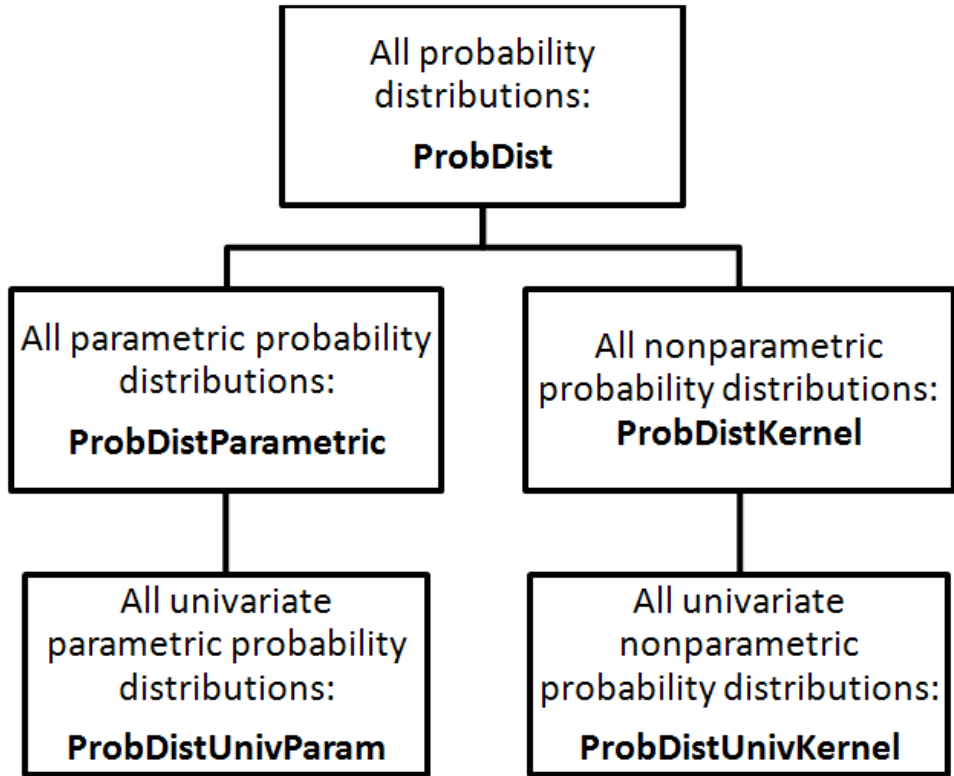 All probability
distributions:
ProbDist
All parametric probability
distributions:
ProbDistParametric
All nonparametric
probability distributions:
ProbDistKernel
All univariate
parametric probability
distributions:
ProbDistUnivParam
All univariate
nonparametric
probability distributions:
ProbDistUnivKernel